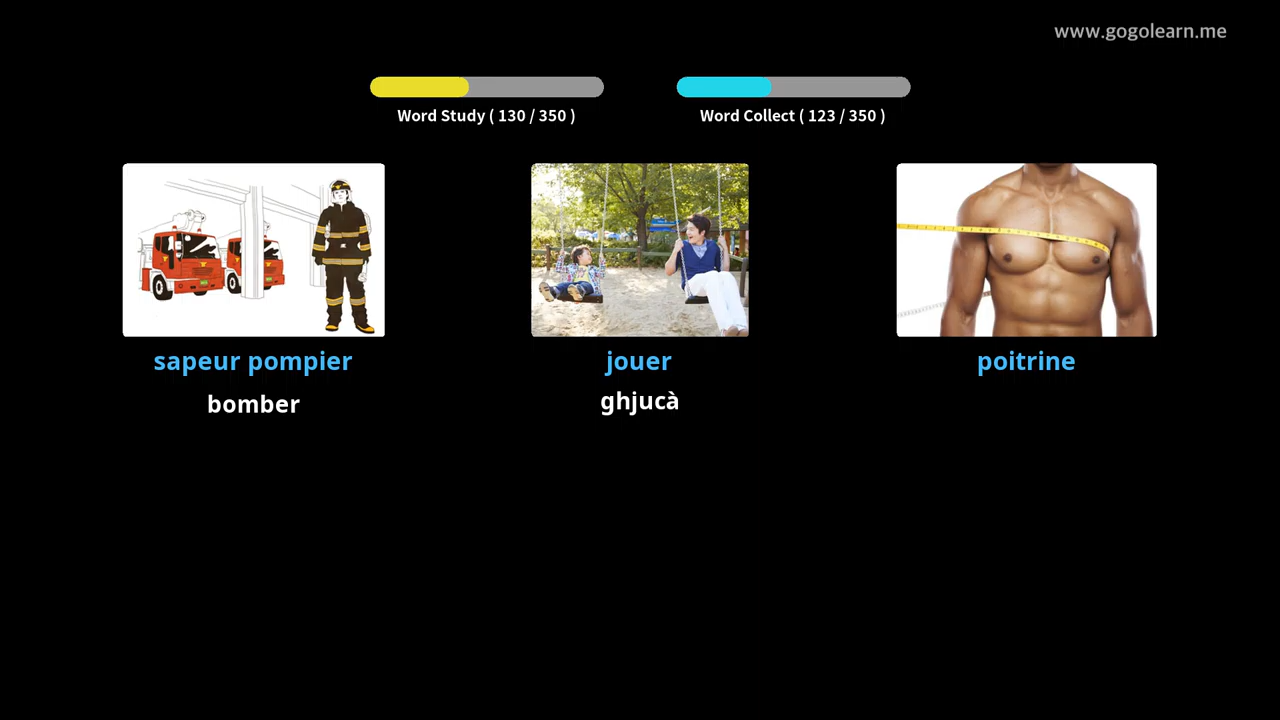 www.gogolearn.me
Word Study ( 130 / 350 )
Word Collect ( 123 / 350 )
sapeur pompier
jouer
poitrine
bomber
ghjucà